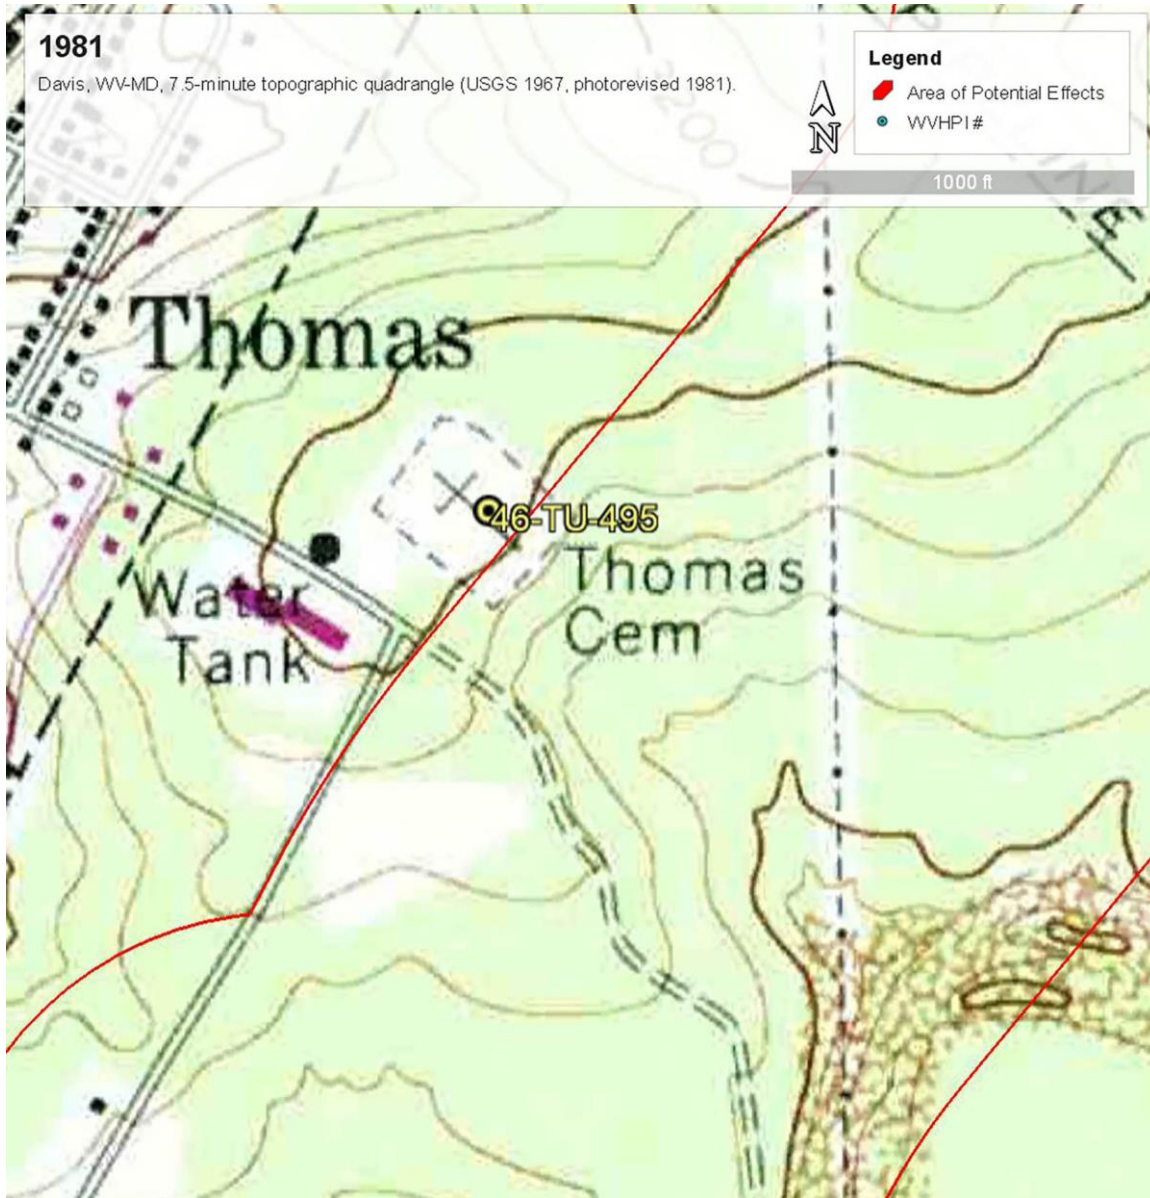 1981
Davis, WV-MD, 7.5-minute topographic quadrangle (USGS 1967, photorevised 1981).
N
Legend
Area of Potential Effects
WVHPI #
1000 ft
3200
Thomas
46-TU-495
Thomas
Cem
Water
Tank